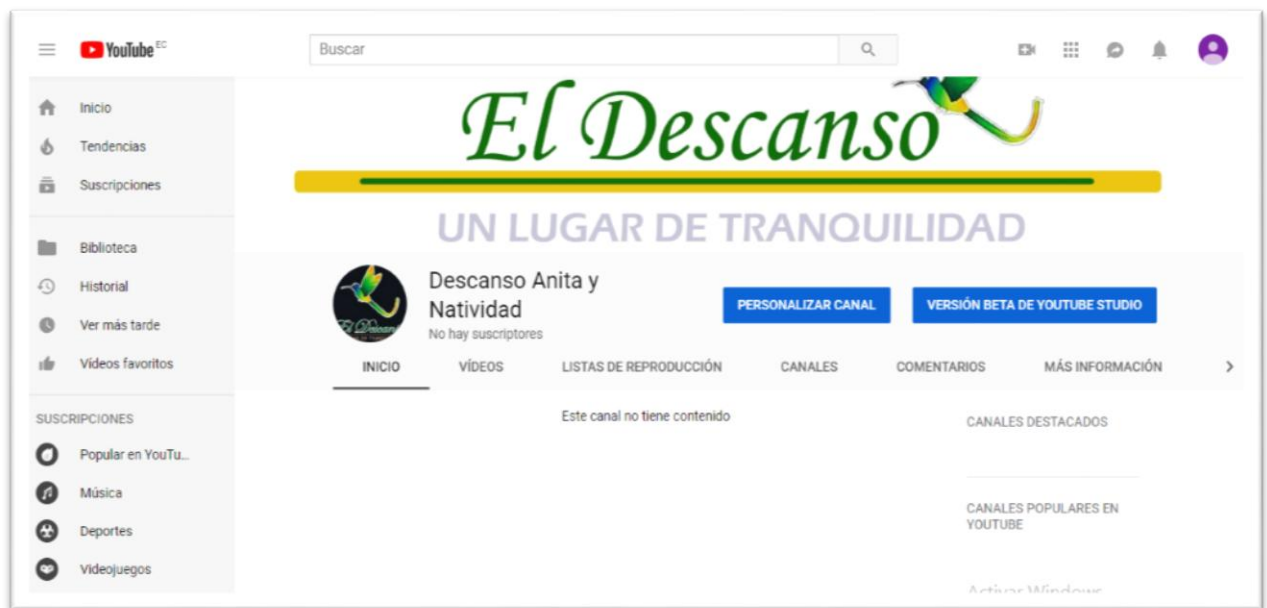 YouTube EC
Buscar
Inicio
Tendencias
Suscripciones
Biblioteca
Historial
Ver más tarde
Vídeos favoritos
SUSCRIPCIONES
Popular en YouTu...
Música
Deportes
Videojuegos
El Descanso
UN LUGAR DE TRANQUILIDAD
Descanso Anita y
Natividad
No hay suscriptores
PERSONALIZAR CANAL
VERSIÓN BETA DE YOUTUBE STUDIO
INICIO VÍDEOS LISTAS DE REPRODUCCIÓN CANALES COMENTARIOS MÁS INFORMACIÓN
Este canal no tiene contenido
CANALES DESTACADOS
CANALES POPULARES EN
YOUTUBE
Activar Windows